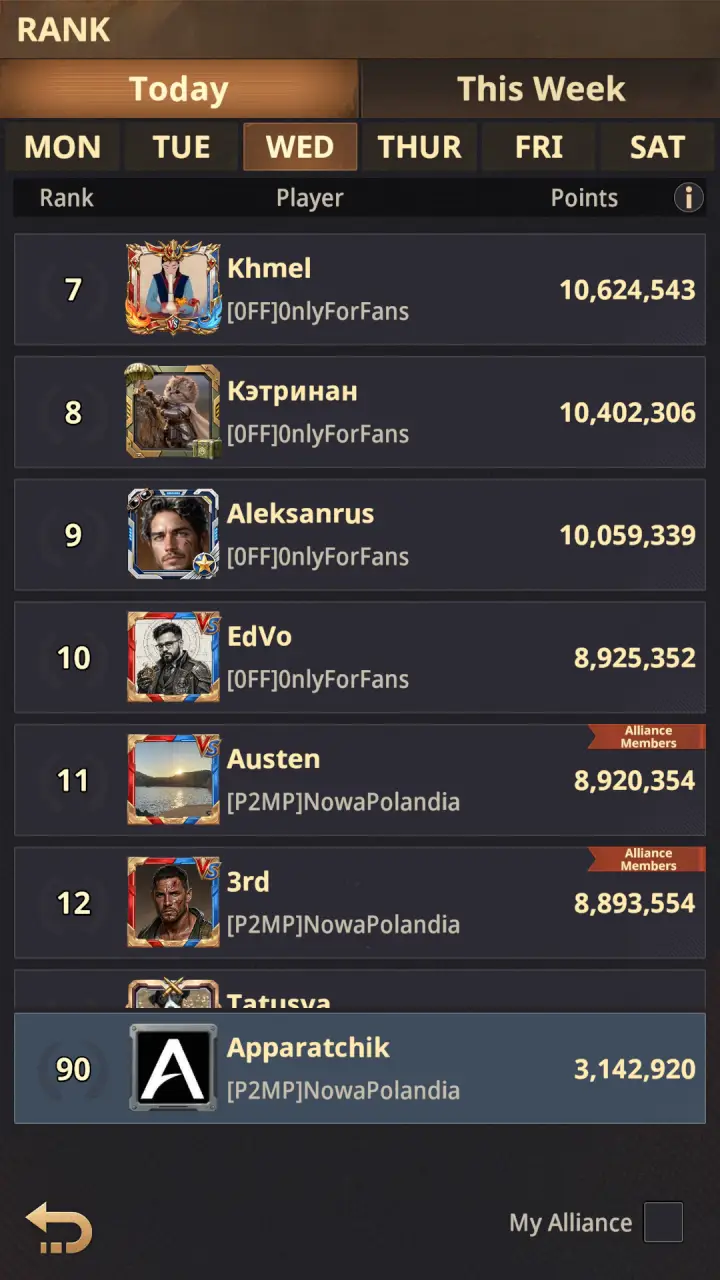 RANK
Today
This Week
MON
TUE
WED
THUR
FRI
SAT
Rank
Player
Points
7
Khmel
[0FF]0nlyForFans
10,624,543
8
Кэтринан
[0FF]0nlyForFans
10,402,306
9
Aleksanrus
[0FF]0nlyForFans
10,059,339
10
VS
EdVo
[0FF]0nlyForFans
8,925,352
11
VS
Austen
[P2MP]NowaPolandia
Alliance
Members
8,920,354
12
VS
3rd
[P2MP]NowaPolandia
Alliance
Members
8,893,554
Tatusya
90
Apparatchik
[P2MP]NowaPolandia
3,142,920
My Alliance